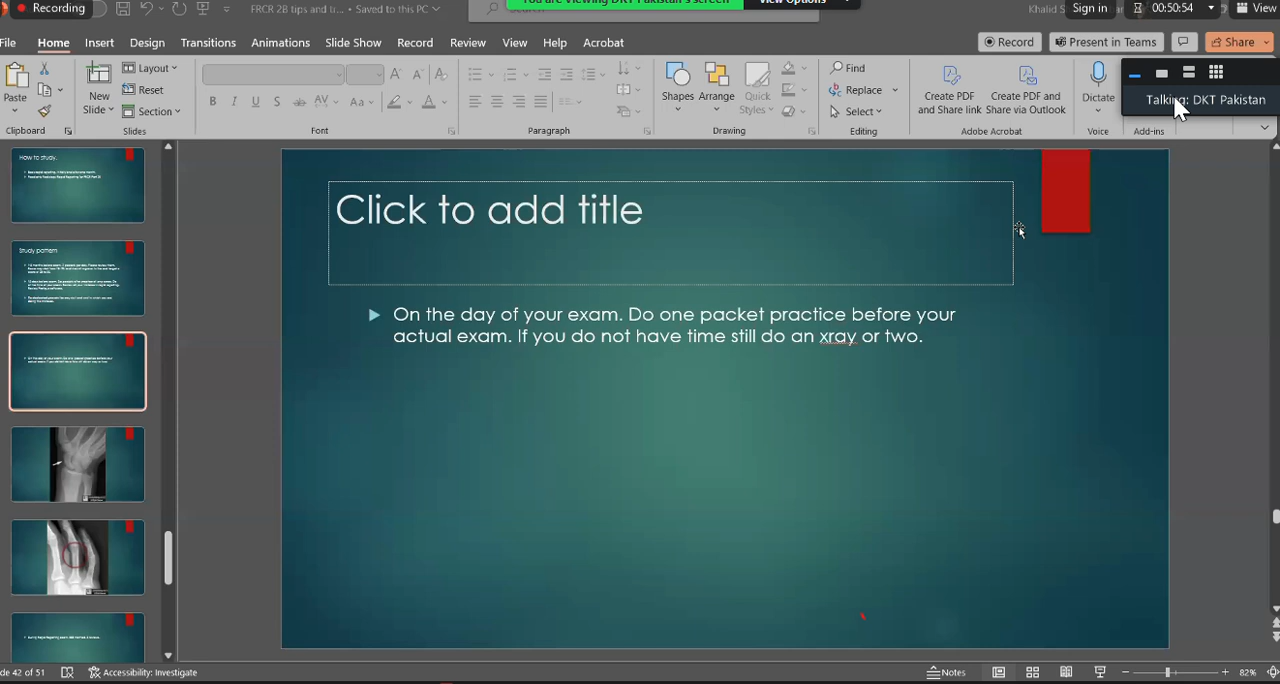 Recording
FRCR 2B tips and tr... • Saved to this PC
You are viewing DKT Pakistan's screen
View Options
Khalid S
Sign in
00:50:54
View
File
Home
Insert
Design
Transitions
Animations
Slide Show
Record
Review
View
Help
Acrobat
Record
Present in Teams
Share
Paste
New
Slides
Layout
Reset
Section
Find
Replace
Select
Shapes
Arrange
Quick
Styles
Create PDF
and Share link
Create PDF and
Share via Outlook
Dictate
Talking: DKT Pakistan
Clipboard
Slides
Font
Paragraph
Drawing
Editing
Adobe Acrobat
Voice
Add-ins
How to study.
Study pattern
Click to add title
On the day of your exam. Do one packet practice before your
actual exam. If you do not have time still do an xray or two.
de 42 of 51
Accessibility: Investigate
Notes
82%